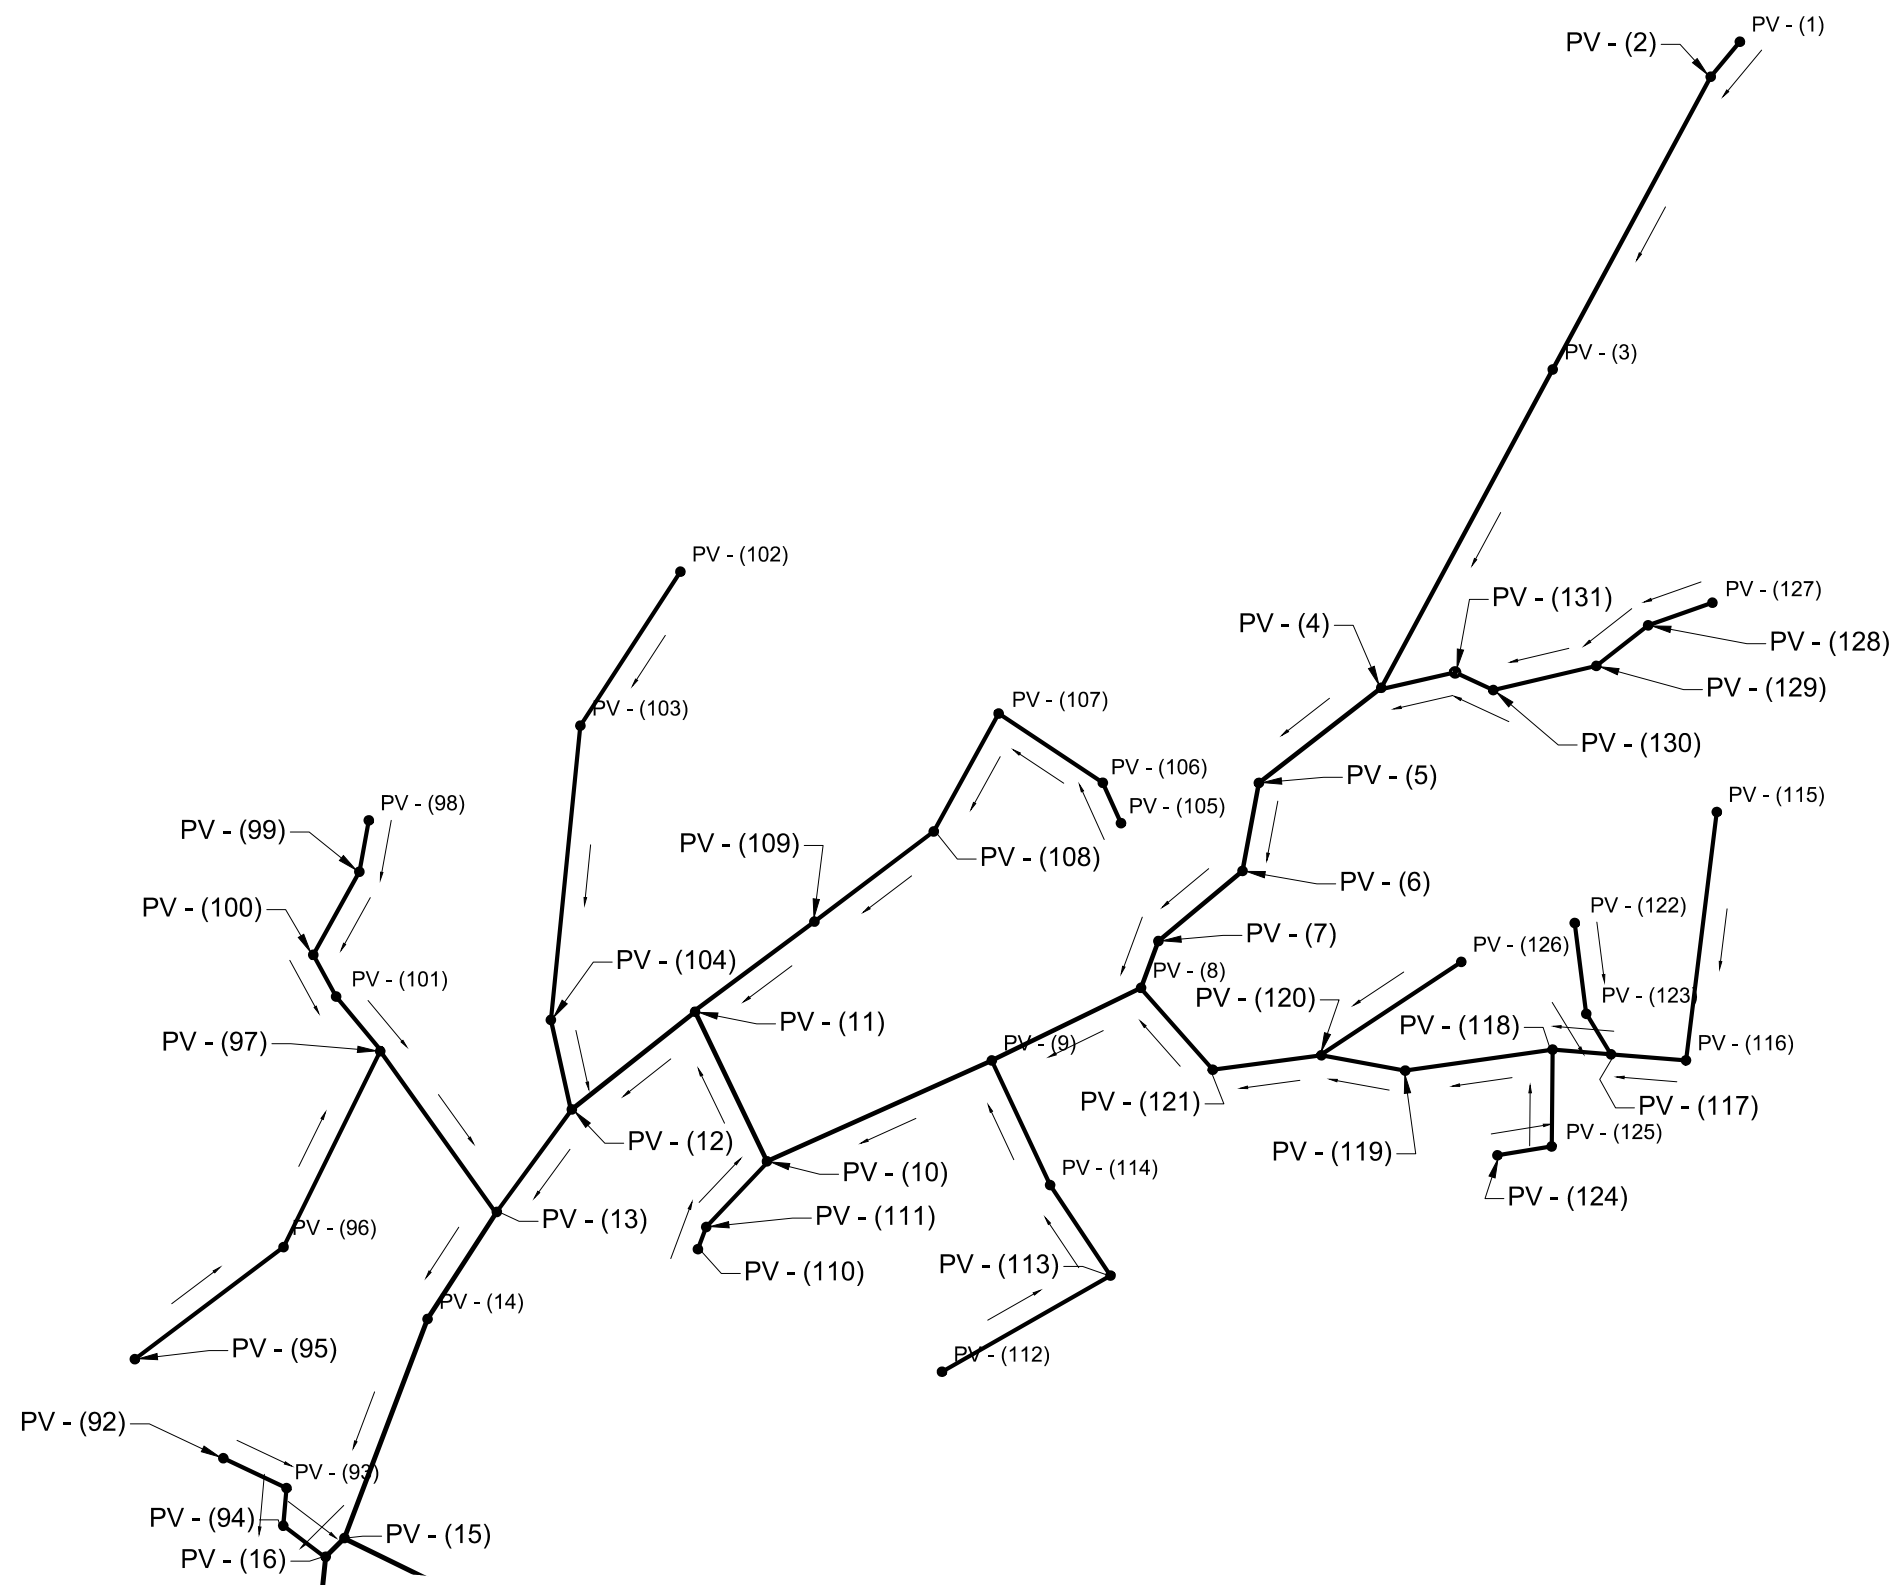 PV - (1)
PV - (2)
PV - (3)
PV - (102)
PV - (131)
PV - (127)
PV - (4)
PV - (128)
PV - (129)
PV - (107)
PV - (103)
PV - (130)
PV - (106)
PV - (5)
PV - (98)
PV - (115)
PV - (99)
PV - (105)
PV - (109)
PV - (108)
PV - (6)
PV - (100)
PV - (122)
PV - (7)
PV - (126)
PV - (104)
PV - (8)
PV - (101)
PV - (120)
PV - (123)
PV - (11)
PV - (118)
PV - (97)
PV - (9)
PV - (116)
PV - (121)
PV - (117)
PV - (12)
PV - (125)
PV - (119)
PV - (10)
PV - (114)
PV - (124)
PV - (13)
PV - (111)
PV - (96)
PV - (113)
PV - (110)
PV - (14)
PV - (95)
PV - (112)
PV - (92)
PV - (93)
PV - (94)
PV - (15)
PV - (16)